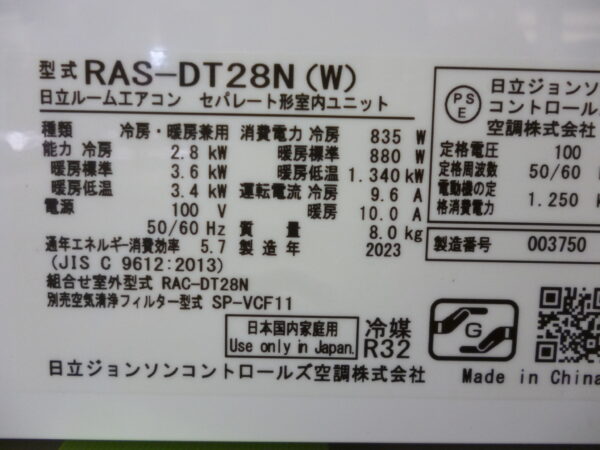 型式 RAS-DT28N (W)
日立ルームエアコン セパレート形室内ユニット
種類 冷房・暖房兼用
能力 冷房 2.8 kW
暖房標準 3.6 kW
暖房低温 3.4 kW
電源 100 V
50/60 Hz
通年エネルギー消費効率 5.7
(JIS C 9612:2013)
消費電力 冷房 835 W
暖房標準 880 W
暖房低温 1.340 kW
運転電流 冷房 9.6 A
暖房 10.0 A
質量 8.0 kg
製造年 2023
組合せ室外型式 RAC-DT28N
別売空気清浄フィルター型式 SP-VCF11
日本国内家庭用
Use only in Japan.
冷媒
R32
日立ジョンソンコントロールズ空調株式会社
PS
E
日立ジョンソン
コントロール
空調株式会社
定格電圧 100
定格周波数 50/60
電動機の定
格消費電力 1.250
製造番号 003750
G
Made in China